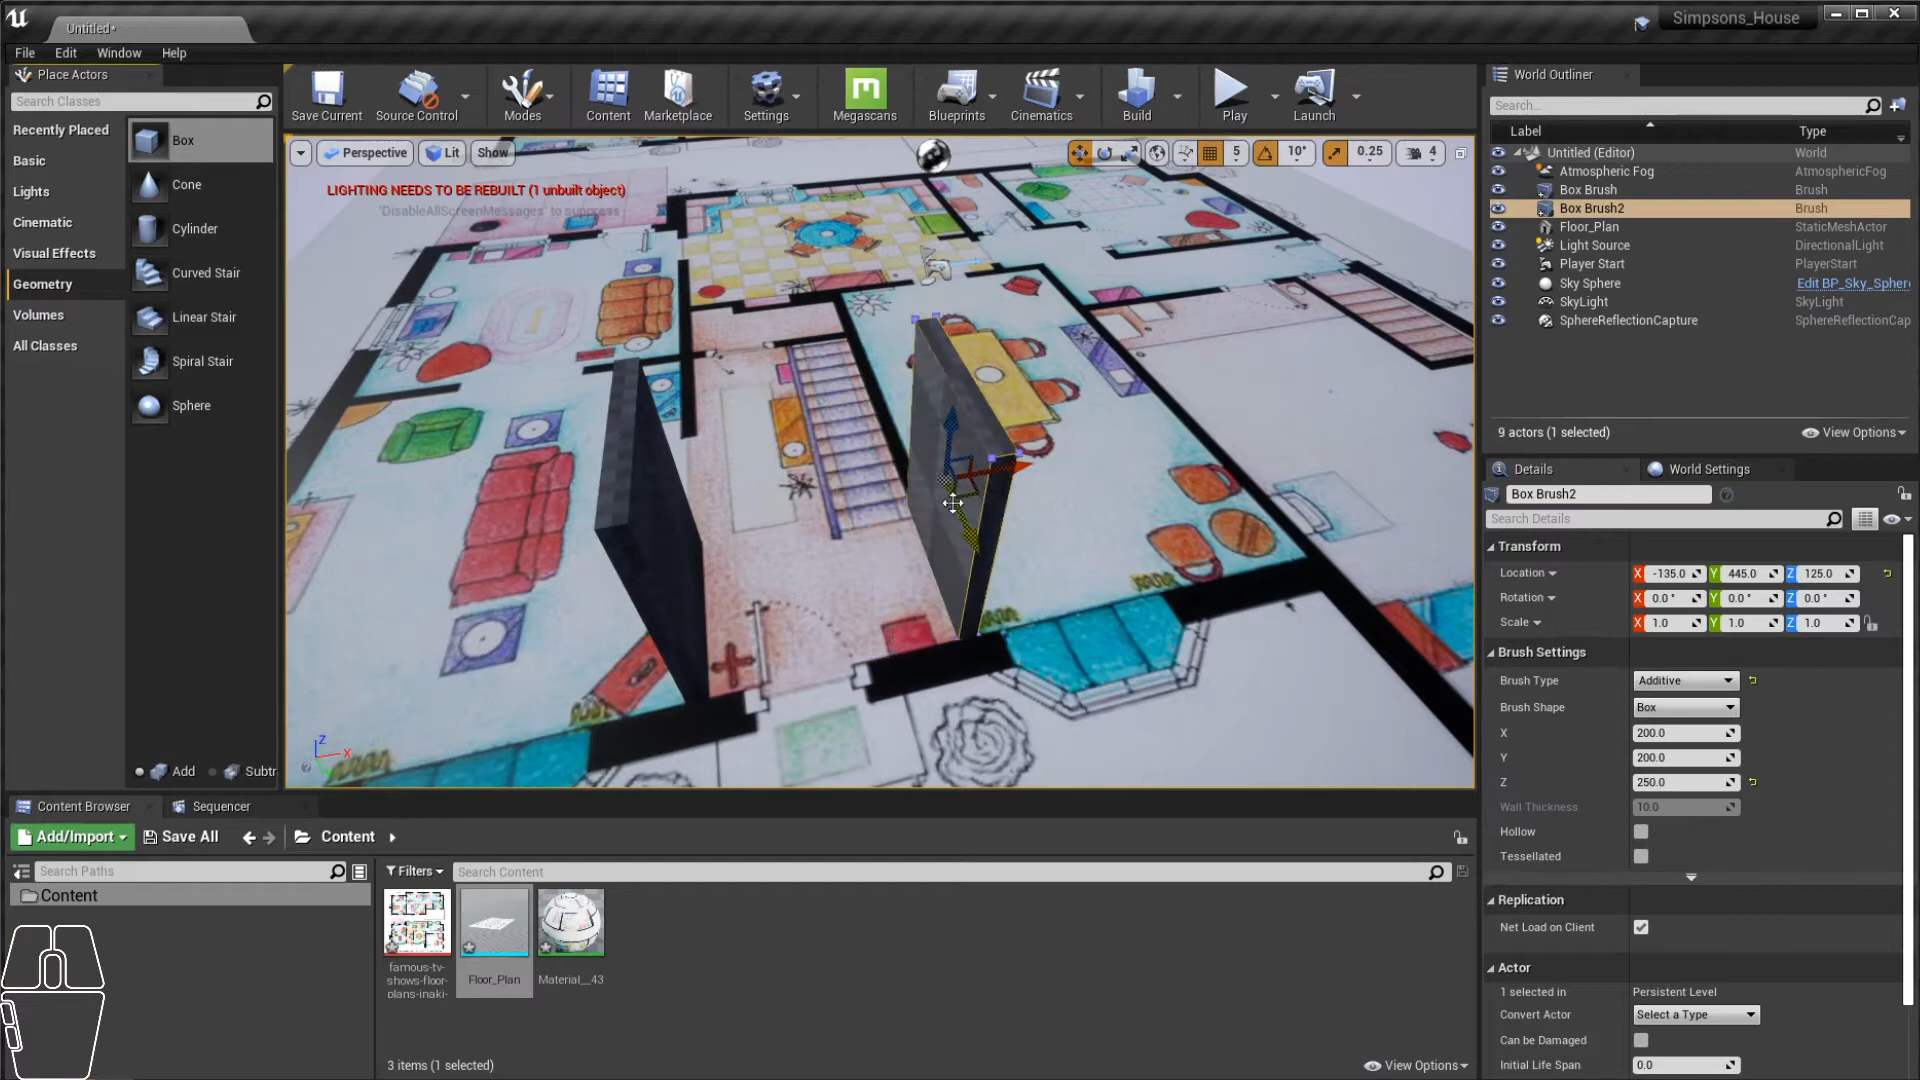 Untitled*
Simpsons_House
File Edit Window Help
Place Actors
Search Classes
Recently Placed
Basic
Lights
Cinematic
Visual Effects
Geometry
Volumes
All Classes
Box
Cone
Cylinder
Curved Stair
Linear Stair
Spiral Stair
Sphere
Add Subtr
Save Current Source Control Modes Content Marketplace Settings Megascans Blueprints Cinematics Build Play Launch
Perspective Lit Show 5 10° 0.25 4
LIGHTING NEEDS TO BE REBUILT (1 unbuilt object)
'DisableAllScreenMessages' to suppress
Z
X
World Outliner
Search...
Label Type
Untitled (Editor) World
Atmospheric Fog AtmosphericFog
Box Brush Brush
Box Brush2 Brush
Floor_Plan StaticMeshActor
Light Source DirectionalLight
Player Start PlayerStart
Sky Sphere Edit BP_Sky_Spher
SkyLight SkyLight
SphereReflectionCapture SphereReflectionCap
9 actors (1 selected) View Options
Details World Settings
Box Brush2
Search Details
Transform
Location X -135.0 Y 445.0 Z 125.0
Rotation X 0.0° Y 0.0° Z 0.0°
Scale X 1.0 Y 1.0 Z 1.0
Brush Settings
Brush Type Additive
Brush Shape Box
X 200.0
Y 200.0
Z 250.0
Wall Thickness 10.0
Hollow
Tessellated
Replication
Net Load on Client
Actor
1 selected in Persistent Level
Convert Actor Select a Type
Can be Damaged
Initial Life Span 0.0
Content Browser Sequencer
Add/Import Save All Content
Search Paths
Content
Filters Search Content
famous-tv-
shows-floor-
plans-inaki-
Floor_Plan
Material__43
3 items (1 selected) View Options